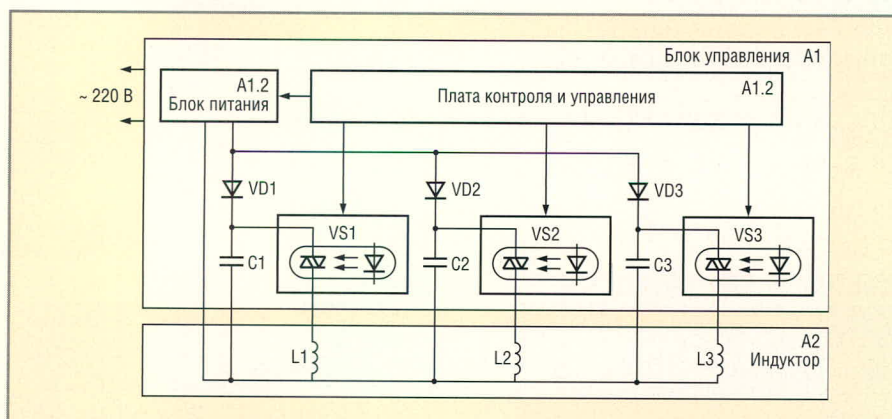 Блок управления А1
~ 220 В
А1.2
Блок питания
Плата контроля и управления
А1.2
VD1
VD2
VD3
VS1
VS2
VS3
C1
C2
C3
L1
L2
L3
А2
Индуктор